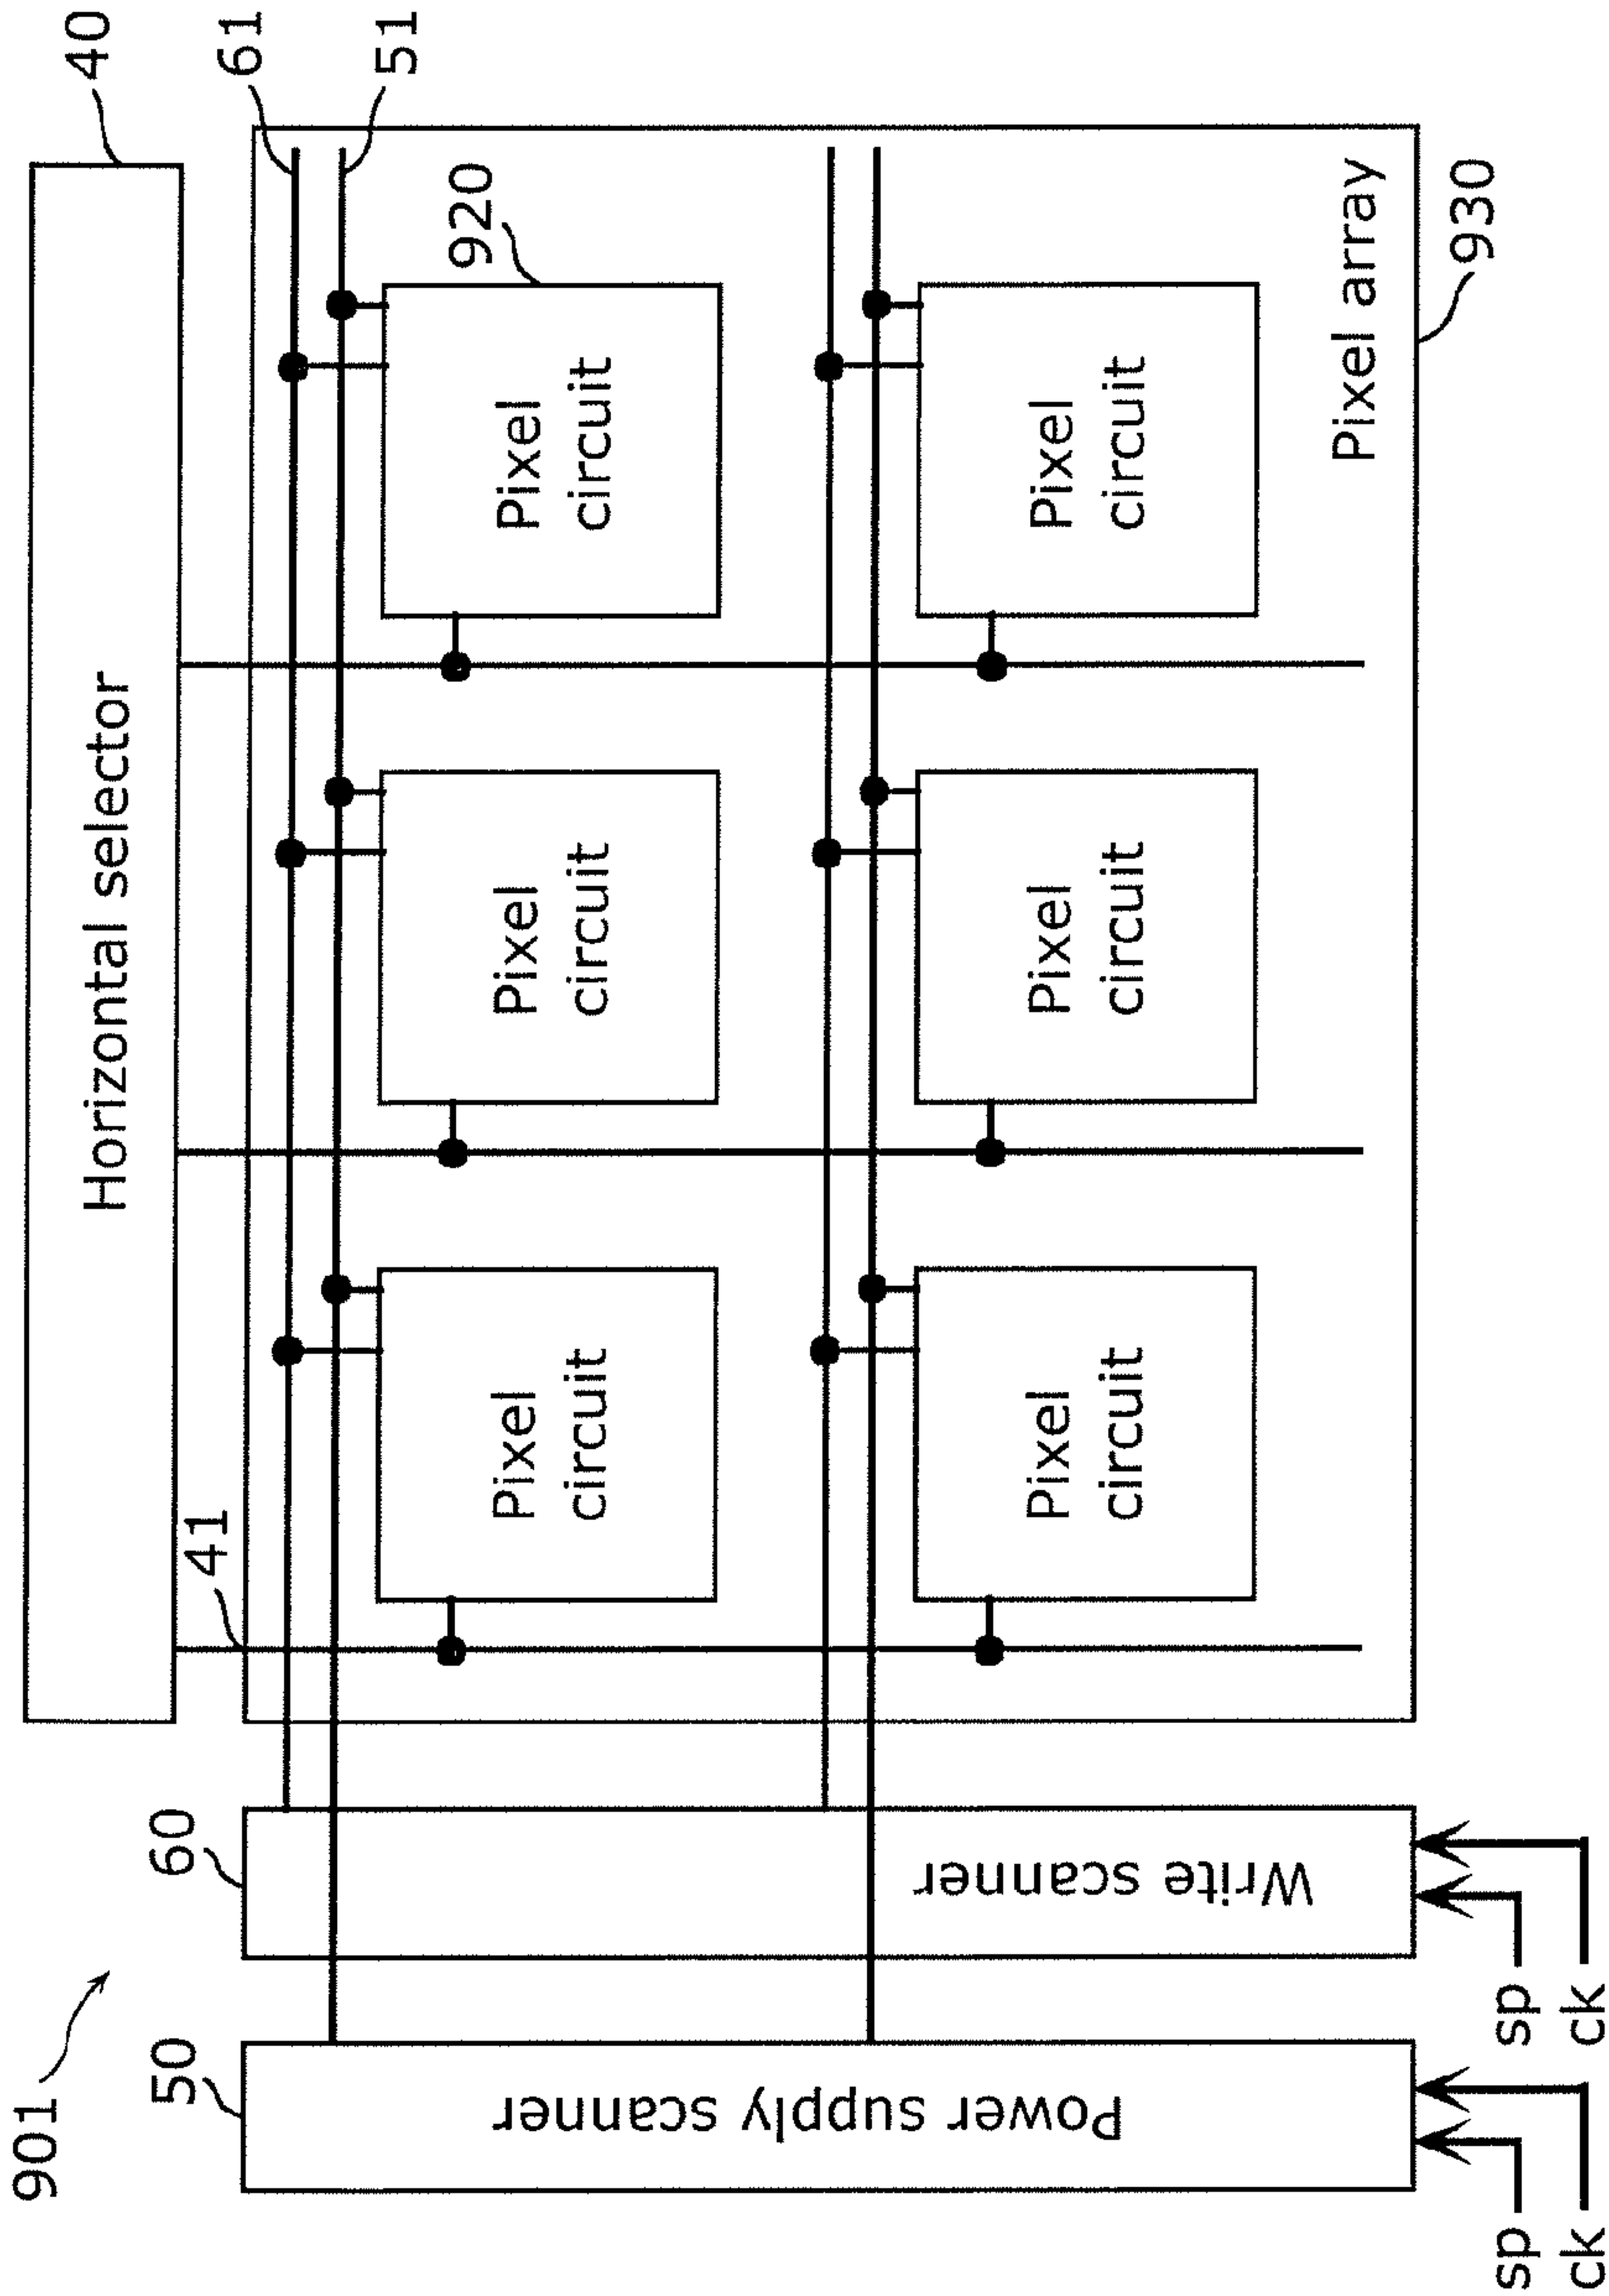 901
50
60
40
Horizontal selector
41
61
51
Power supply scanner
Write scanner
920
Pixel
circuit
Pixel
circuit
Pixel
circuit
Pixel
circuit
Pixel
circuit
Pixel
circuit
Pixel array
930
sp
ck
sp
ck